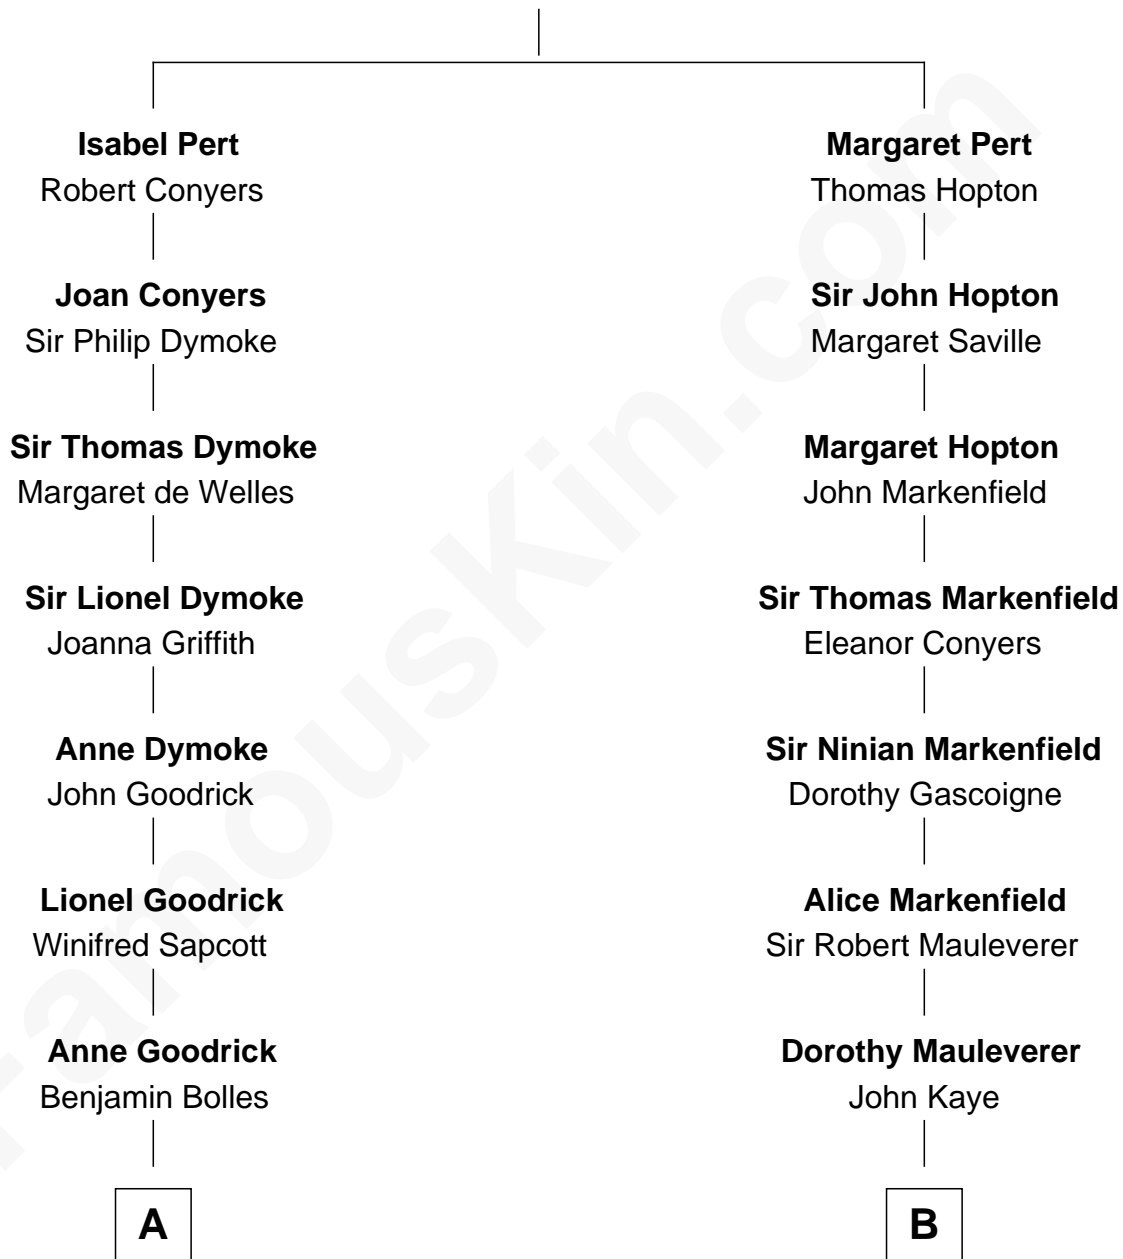 Isabel Pert
Robert Conyers
Joan Conyers
Sir Philip Dymoke
Sir Thomas Dymoke
Margaret de Welles
Sir Lionel Dymoke
Joanna Griffith
Anne Dymoke
John Goodrick
Lionel Goodrick
Winifred Sapcott
Anne Goodrick
Benjamin Bolles
A
Margaret Pert
Thomas Hopton
Sir John Hopton
Margaret Saville
Margaret Hopton
John Markenfield
Sir Thomas Markenfield
Eleanor Conyers
Sir Ninian Markenfield
Dorothy Gascoigne
Alice Markenfield
Sir Robert Mauleverer
Dorothy Mauleverer
John Kaye
B
FamousKin.com